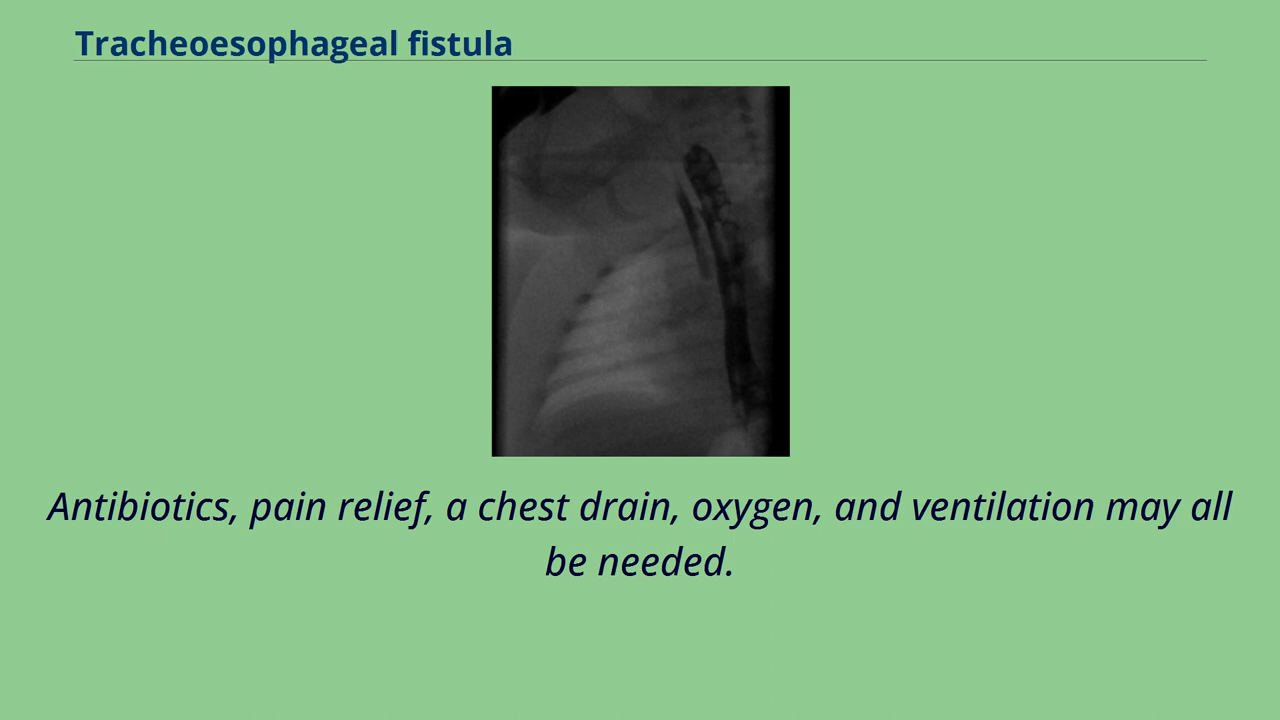 Tracheoesophageal fistula
Antibiotics, pain relief, a chest drain, oxygen, and ventilation may all
be needed.